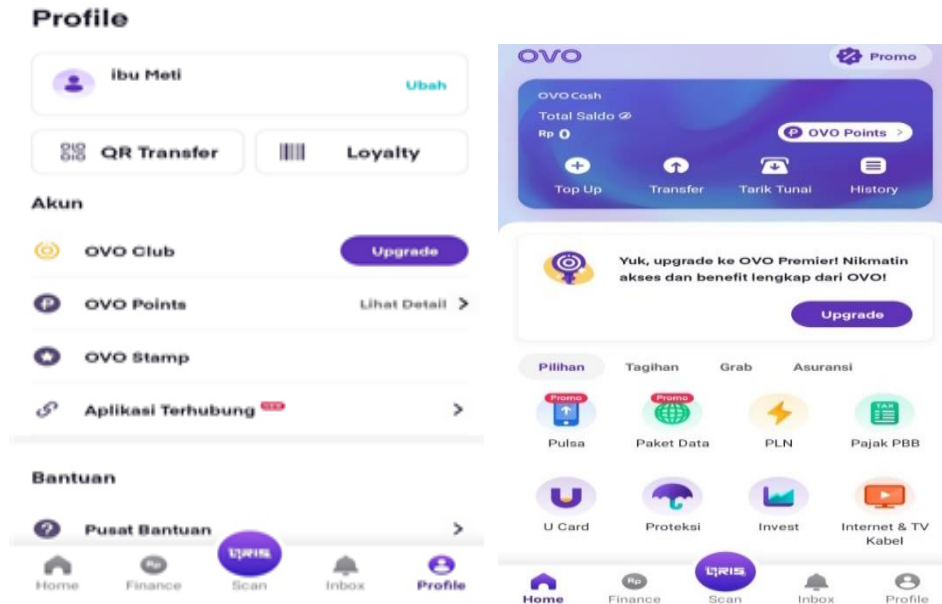 Profile
ibu Meti
Ubah
QR Transfer
Loyalty
Akun
OVO Club
Upgrade
OVO Points
Lihat Detail >
OVO Stamp
Aplikasi Terhubung
Bantuan
Pusat Bantuan
QRIS
Home
Finance
Scan
Inbox
Profile
OVO
Promo
OVO Cash
Total Saldo
Rp 0
OVO Points >
Top Up
Transfer
Tarik Tunai
History
Yuk, upgrade ke OVO Premier! Nikmatin
akses dan benefit lengkap dari OVO!
Upgrade
Pilihan
Tagihan
Grab
Asuransi
Promo
Promo
TAX
Pulsa
Paket Data
PLN
Pajak PBB
U Card
Proteksi
Invest
Internet & TV
Kabel
QRIS
Home
Rp
Finance
Scan
Inbox
Profile